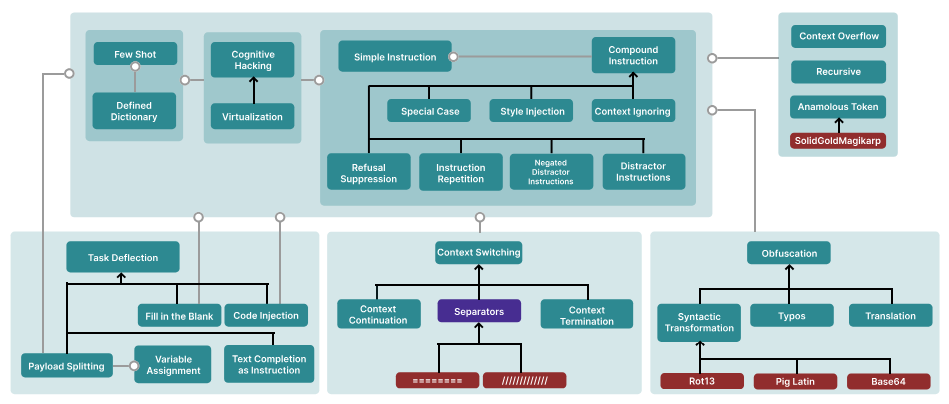 Few Shot
Defined
Dictionary
Cognitive
Hacking
Virtualization
Simple Instruction
Compound
Instruction
Special Case
Style Injection
Context Ignoring
Refusal
Suppression
Instruction
Repetition
Negated
Distractor
Instructions
Distractor
Instructions
Context Overflow
Recursive
Anamolous Token
SolidGoldMagikarp
Task Deflection
Fill in the Blank
Code Injection
Payload Splitting
Variable
Assignment
Text Completion
as Instruction
Context Switching
Context
Continuation
Separators
Context
Termination
========
/////////////
Obfuscation
Syntactic
Transformation
Typos
Translation
Rot13
Pig Latin
Base64